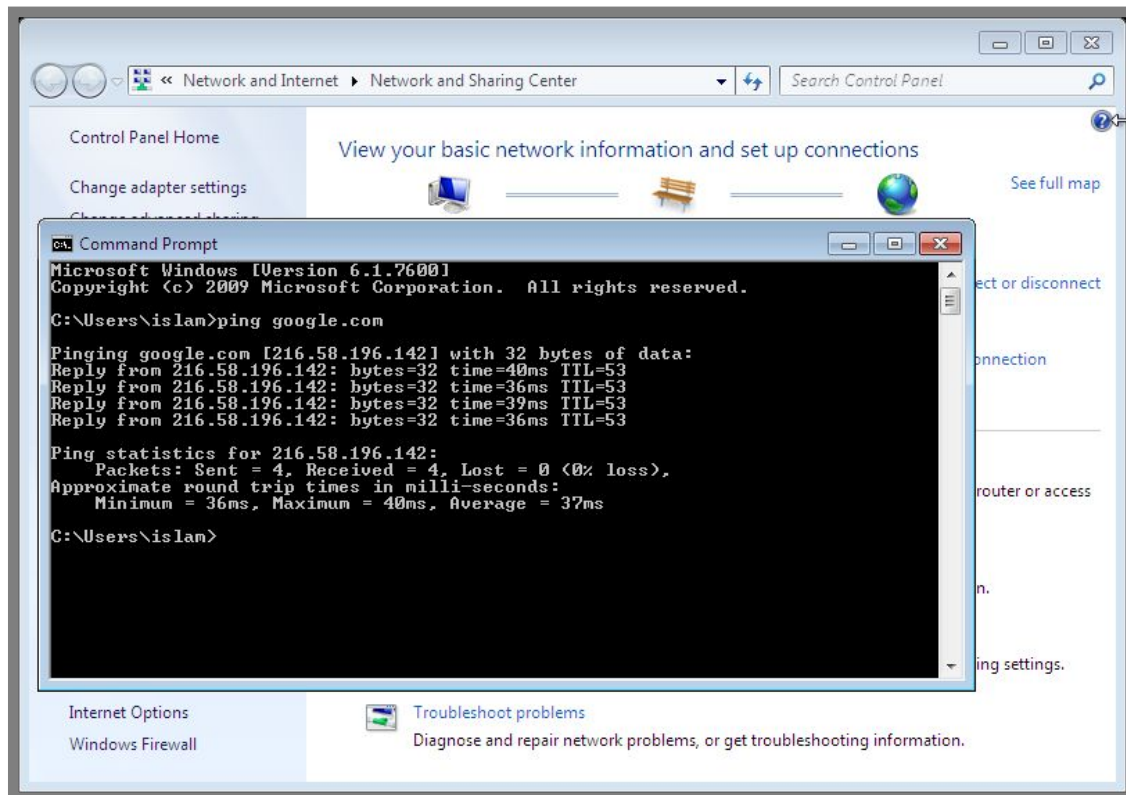 « Network and Internet ▸ Network and Sharing Center
Search Control Panel
Control Panel Home
Change adapter settings
Change advanced sharing
View your basic network information and set up connections
See full map
Command Prompt
Microsoft Windows [Version 6.1.7600]
Copyright (c) 2009 Microsoft Corporation.  All rights reserved.
C:\Users\islam>ping google.com
Pinging google.com [216.58.196.142] with 32 bytes of data:
Reply from 216.58.196.142: bytes=32 time=40ms TTL=53
Reply from 216.58.196.142: bytes=32 time=36ms TTL=53
Reply from 216.58.196.142: bytes=32 time=39ms TTL=53
Reply from 216.58.196.142: bytes=32 time=36ms TTL=53
Ping statistics for 216.58.196.142:
    Packets: Sent = 4, Received = 4, Lost = 0 (0% loss),
Approximate round trip times in milli-seconds:
    Minimum = 36ms, Maximum = 40ms, Average = 37ms
C:\Users\islam>
ect or disconnect
onnection
router or access
n.
ing settings.
Internet Options
Windows Firewall
Troubleshoot problems
Diagnose and repair network problems, or get troubleshooting information.